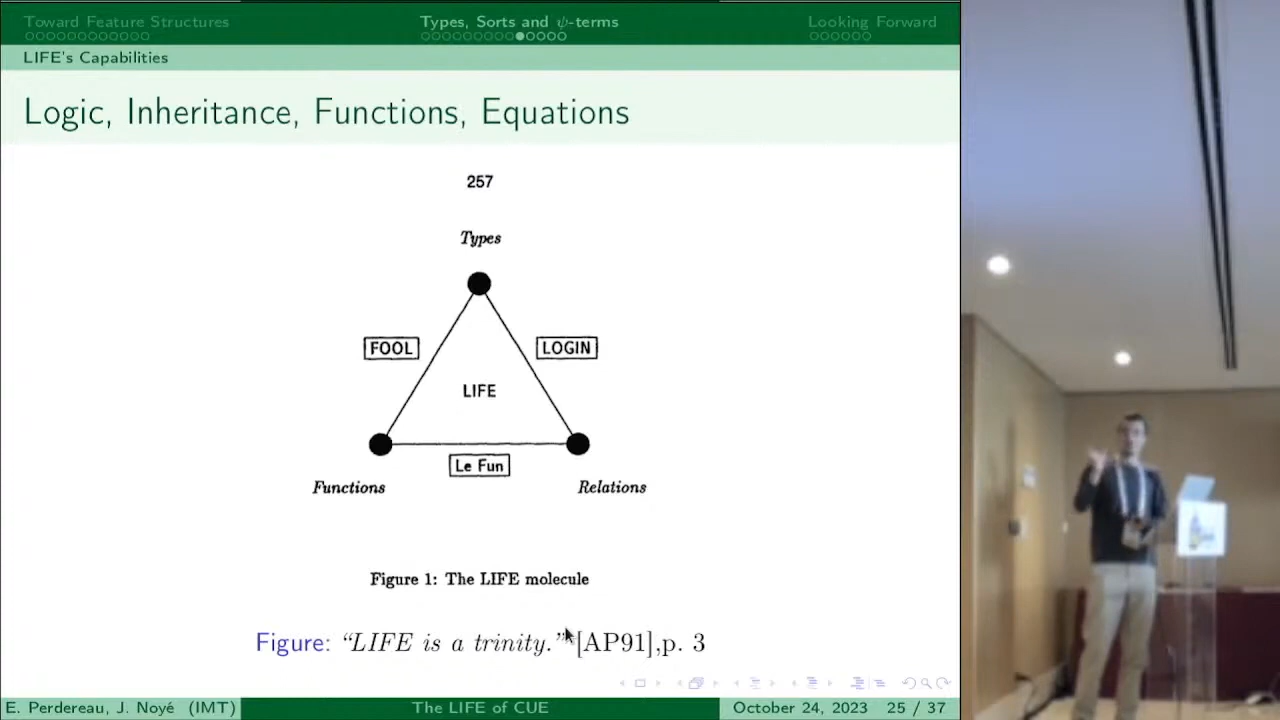 Toward Feature Structures
Types, Sorts and ψ-terms
Looking Forward
LIFE's Capabilities
Logic, Inheritance, Functions, Equations
257
Types
FOOL
LOGIN
LIFE
Le Fun
Functions
Relations
Figure 1: The LIFE molecule
Figure: “LIFE is a trinity.” [AP91],p. 3
E. Perdereau, J. Noyé (IMT)
The LIFE of CUE
October 24, 2023 25 / 37